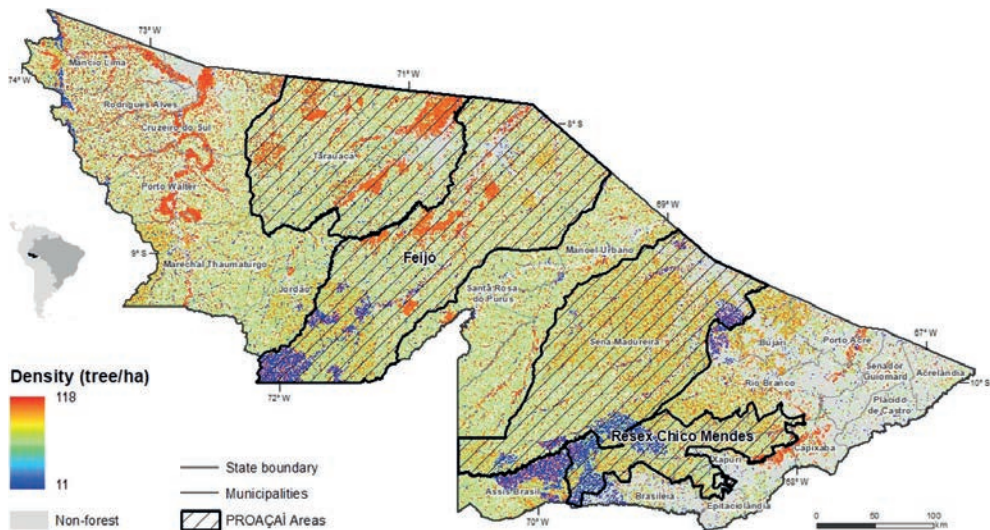 73° W
Mâncio Lima
74° W
71° W
Rodrigues Alves
8° S
Cruzeiro do Sul
Tarauacá
Porto Walter
69° W
9° S
Feijó
Manoel Urbano
Marechal Thaumaturgo
Jordão
Santa Rosa
do Purus
67° W
Sena Madureira
Bujari
Porto Acre
Senador
Guiomard
Acrelândia
Density (tree/ha)
118
72° W
Rio Branco
Plácido
de Castro
10° S
11
Resex Chico Mendes
Capixaba
State boundary
Xapuri
68° W
Municipalities
Assis Brasil
Brasiléia
Epitaciolândia
Non-forest
PROAÇAÍ Areas
70° W
0 50 100
km